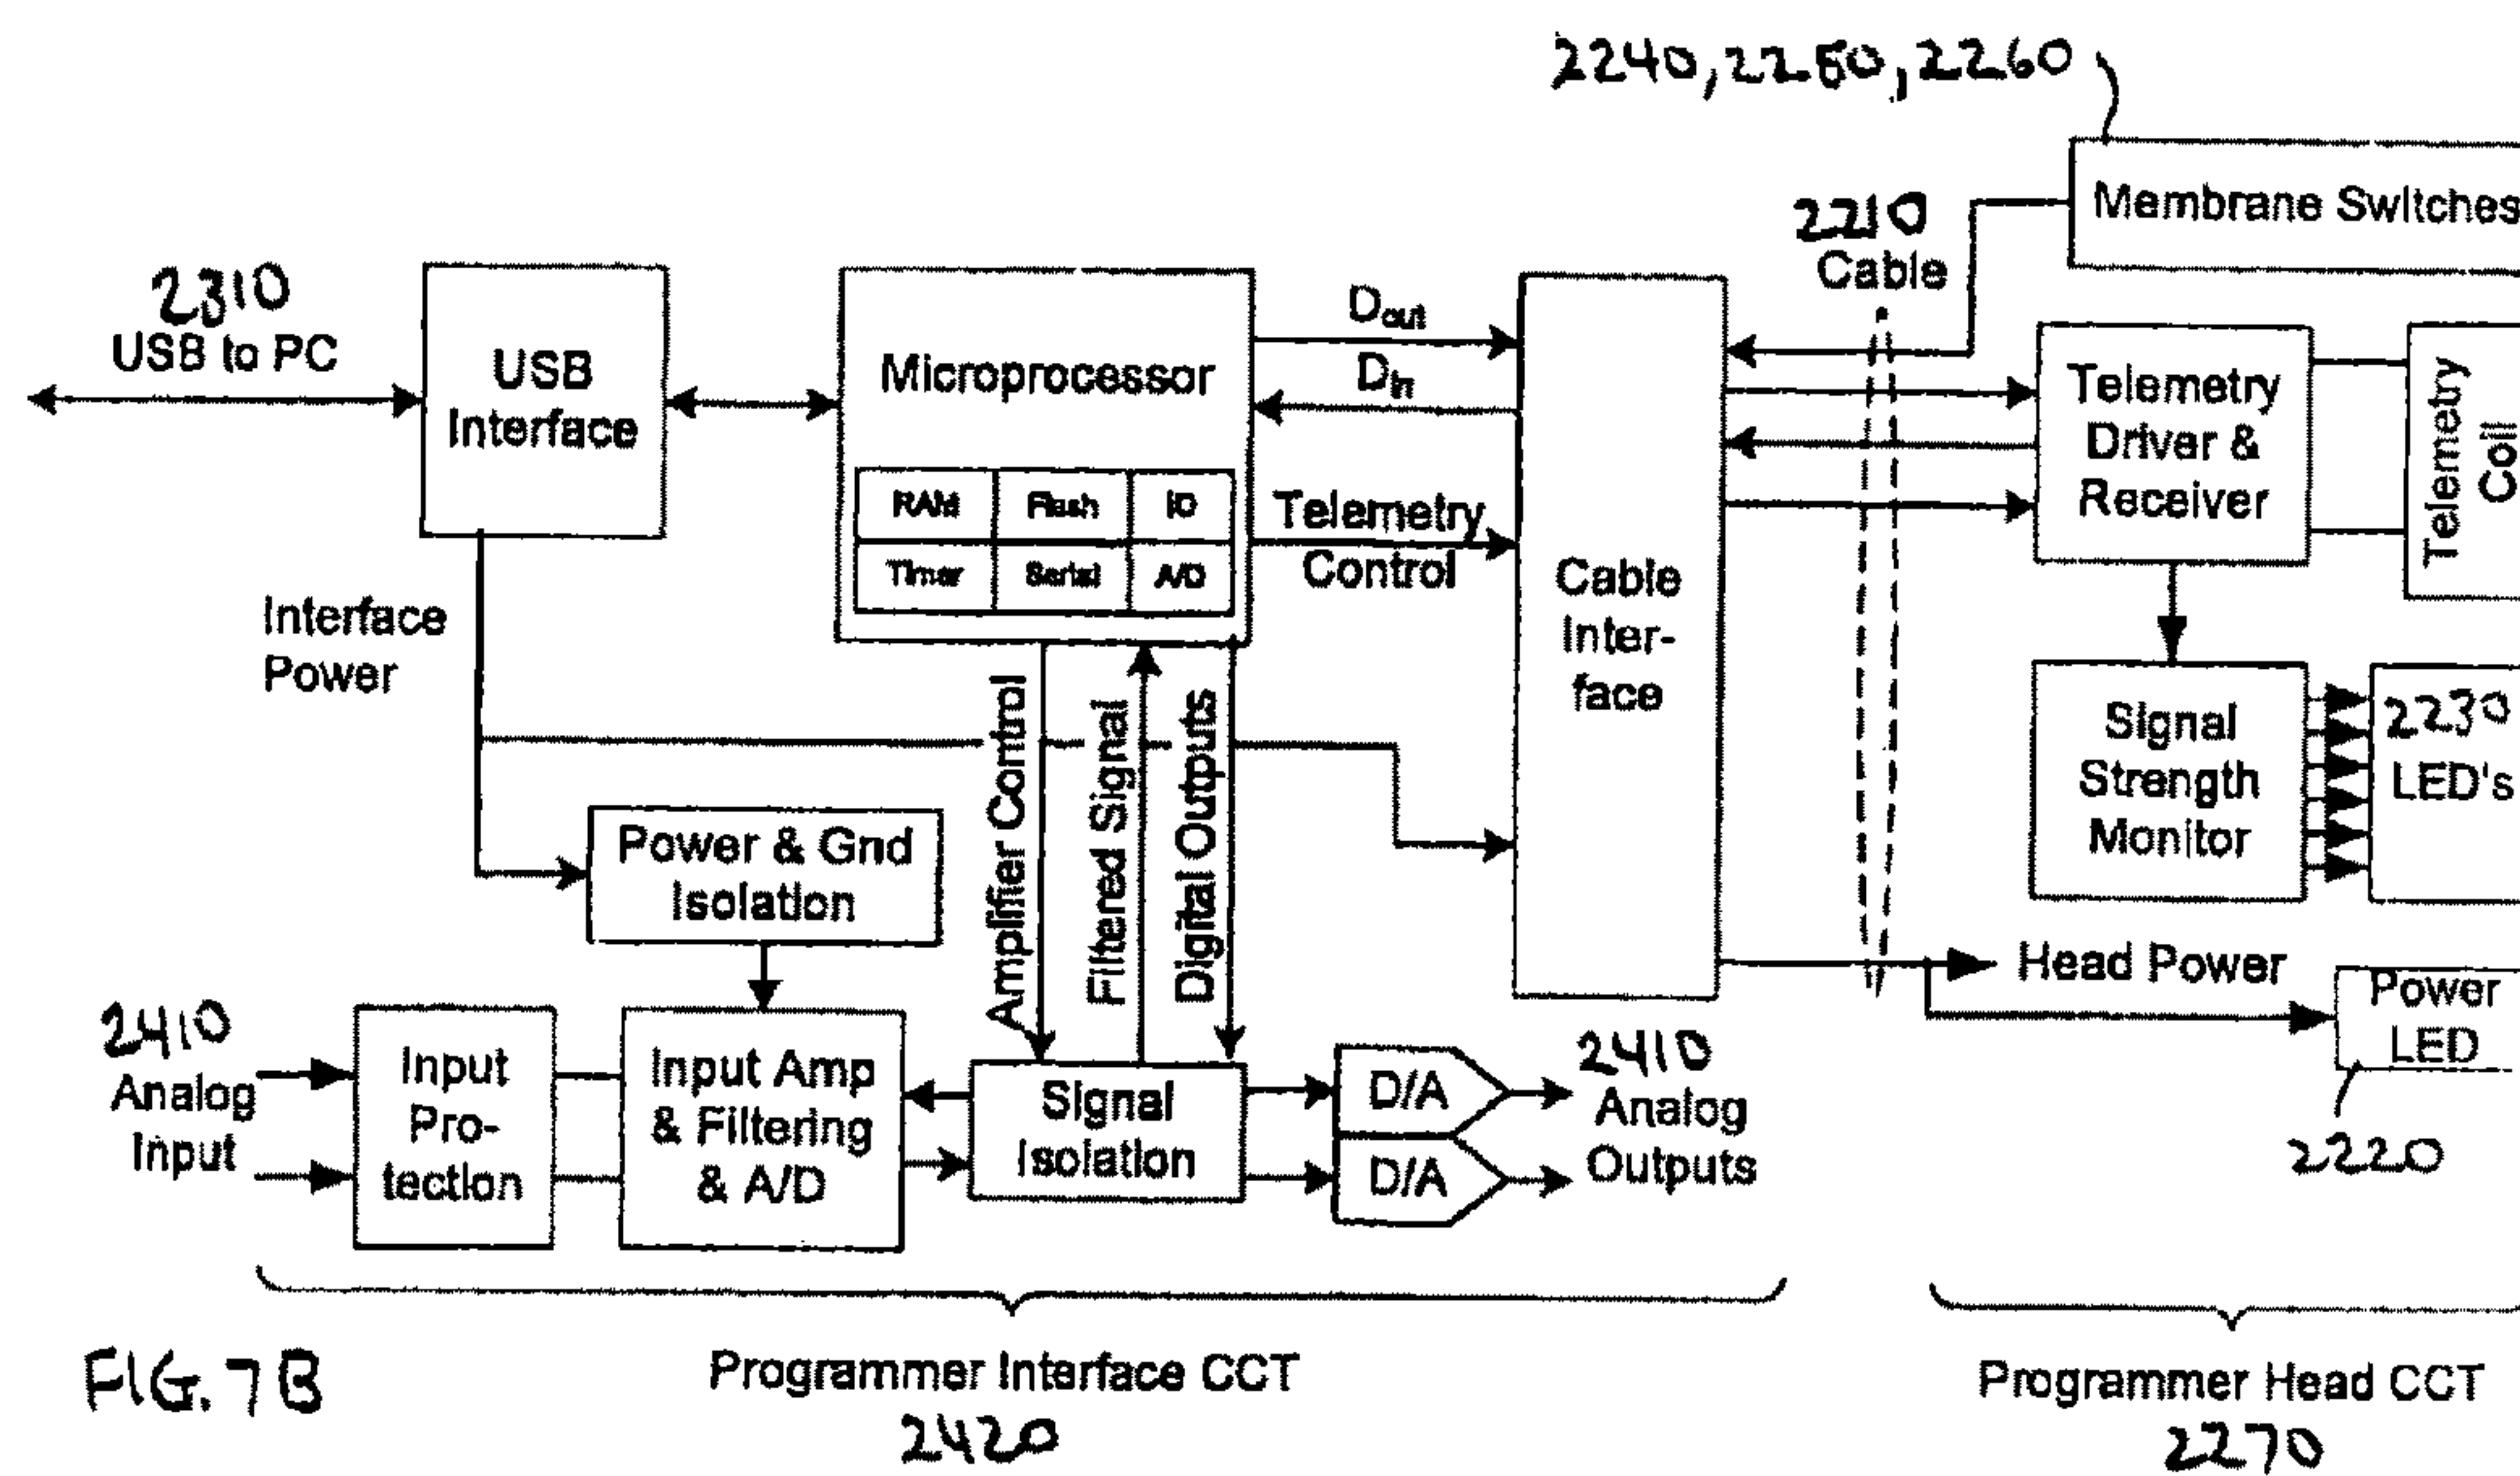 2240, 2280, 2260
Membrane Switches
2210
Cable
2310
USB to PC
USB
Interface
Microprocessor
RAM
Flash
I/O
Timer
Serial
A/D
Dout
Din
Telemetry
Control
Cable
Inter-
face
Telemetry
Driver &
Receiver
Telemetry
Coil
Interface
Power
Signal
Strength
Monitor
2230
LED's
Power & Gnd
Isolation
Amplifier Control
Filtered Signal
Digital Outputs
Head Power
Power
LED
2220
2410
Analog
Input
Input
Pro-
tection
Input Amp
& Filtering
& A/D
Signal
Isolation
D/A
D/A
2410
Analog
Outputs
FIG. 7B
Programmer Interface CCT
2420
Programmer Head CCT
2270